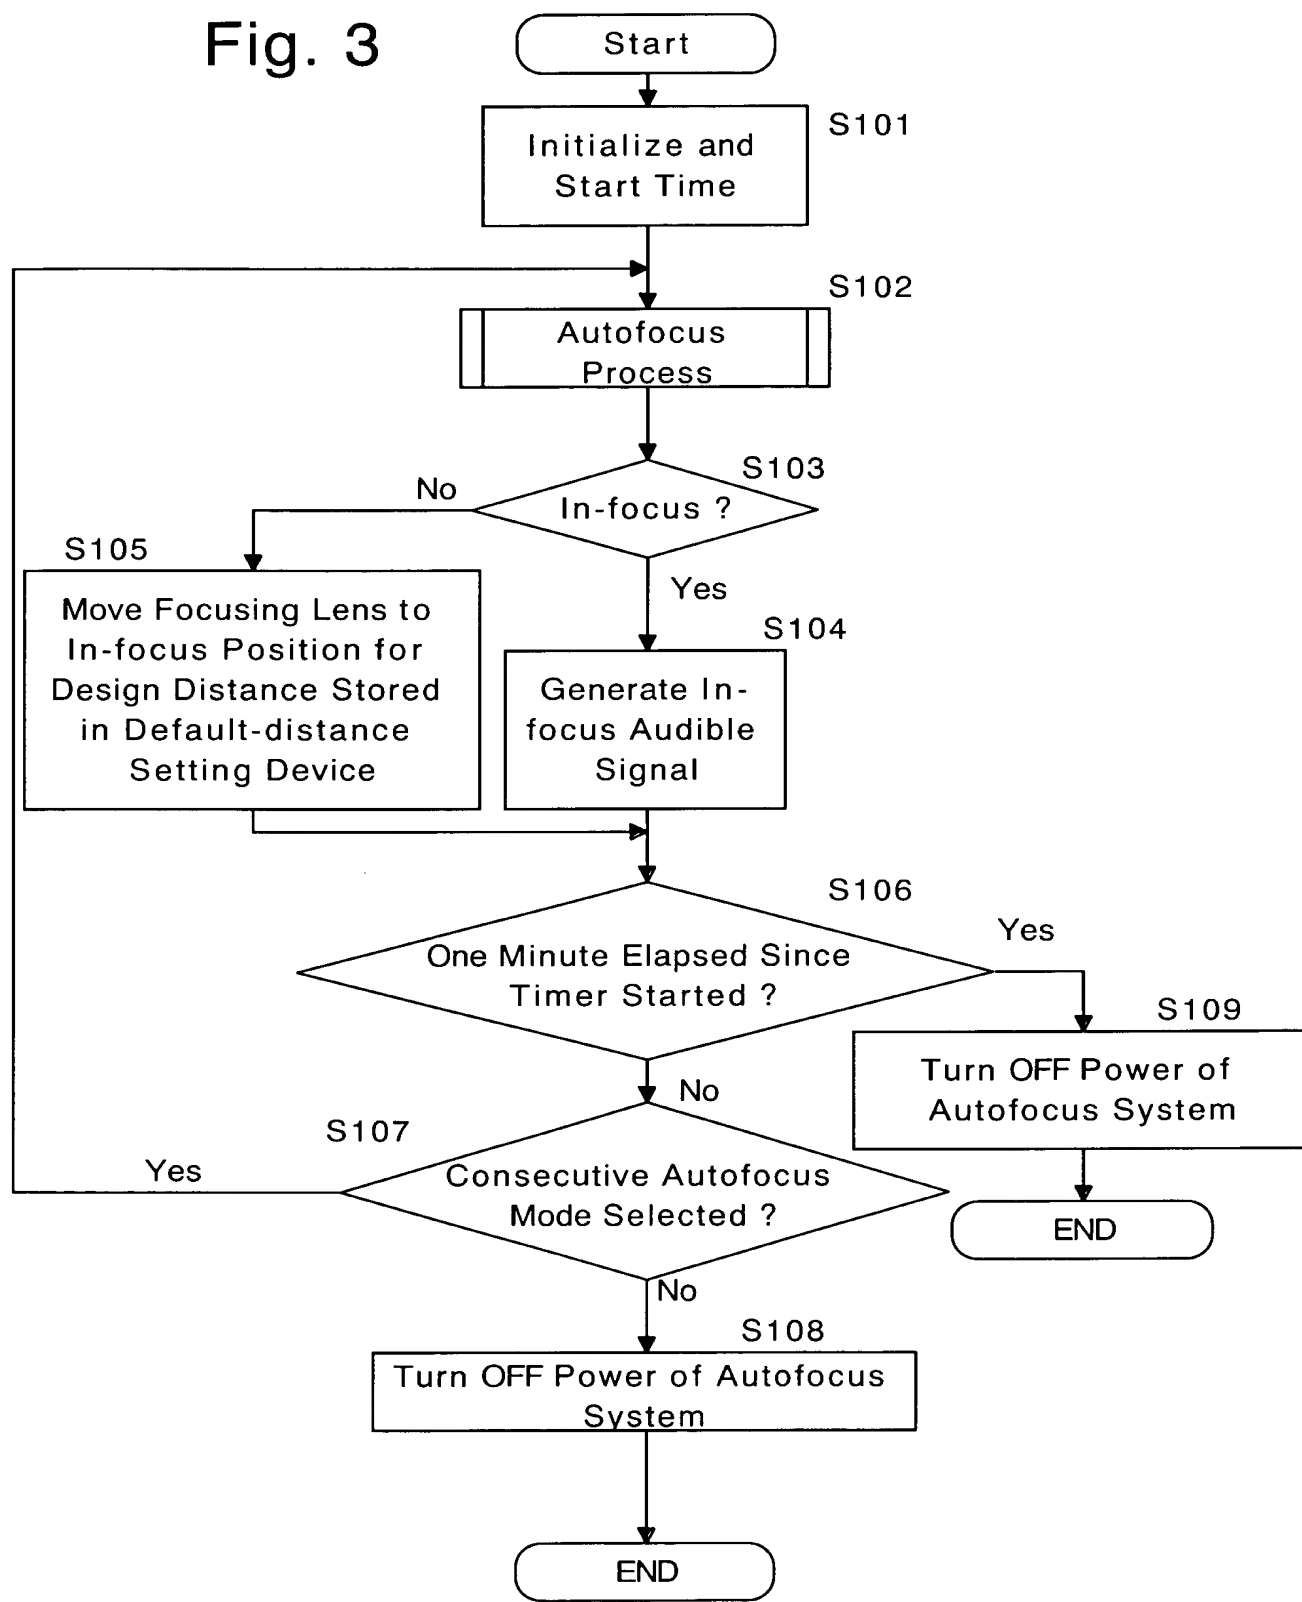 Fig. 3
Start
S101
Initialize and
Start Time
S102
Autofocus
Process
S103
In-focus ?
No
Yes
S105
Move Focusing Lens to
In-focus Position for
Design Distance Stored
in Default-distance
Setting Device
S104
Generate In-
focus Audible
Signal
S106
One Minute Elapsed Since
Timer Started ?
Yes
No
S109
Turn OFF Power of
Autofocus System
END
S107
Consecutive Autofocus
Mode Selected ?
Yes
No
S108
Turn OFF Power of Autofocus
System
END